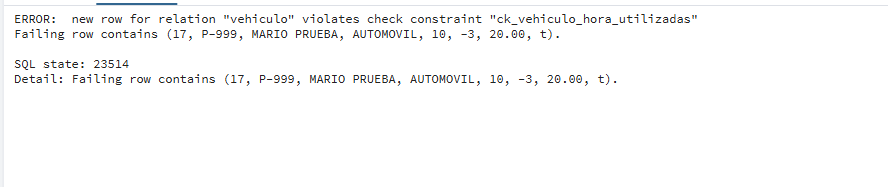 ERROR:  new row for relation "vehiculo" violates check constraint "ck_vehiculo_hora_utilizadas"
Failing row contains (17, P-999, MARIO PRUEBA, AUTOMOVIL, 10, -3, 20.00, t).
SQL state: 23514
Detail: Failing row contains (17, P-999, MARIO PRUEBA, AUTOMOVIL, 10, -3, 20.00, t).